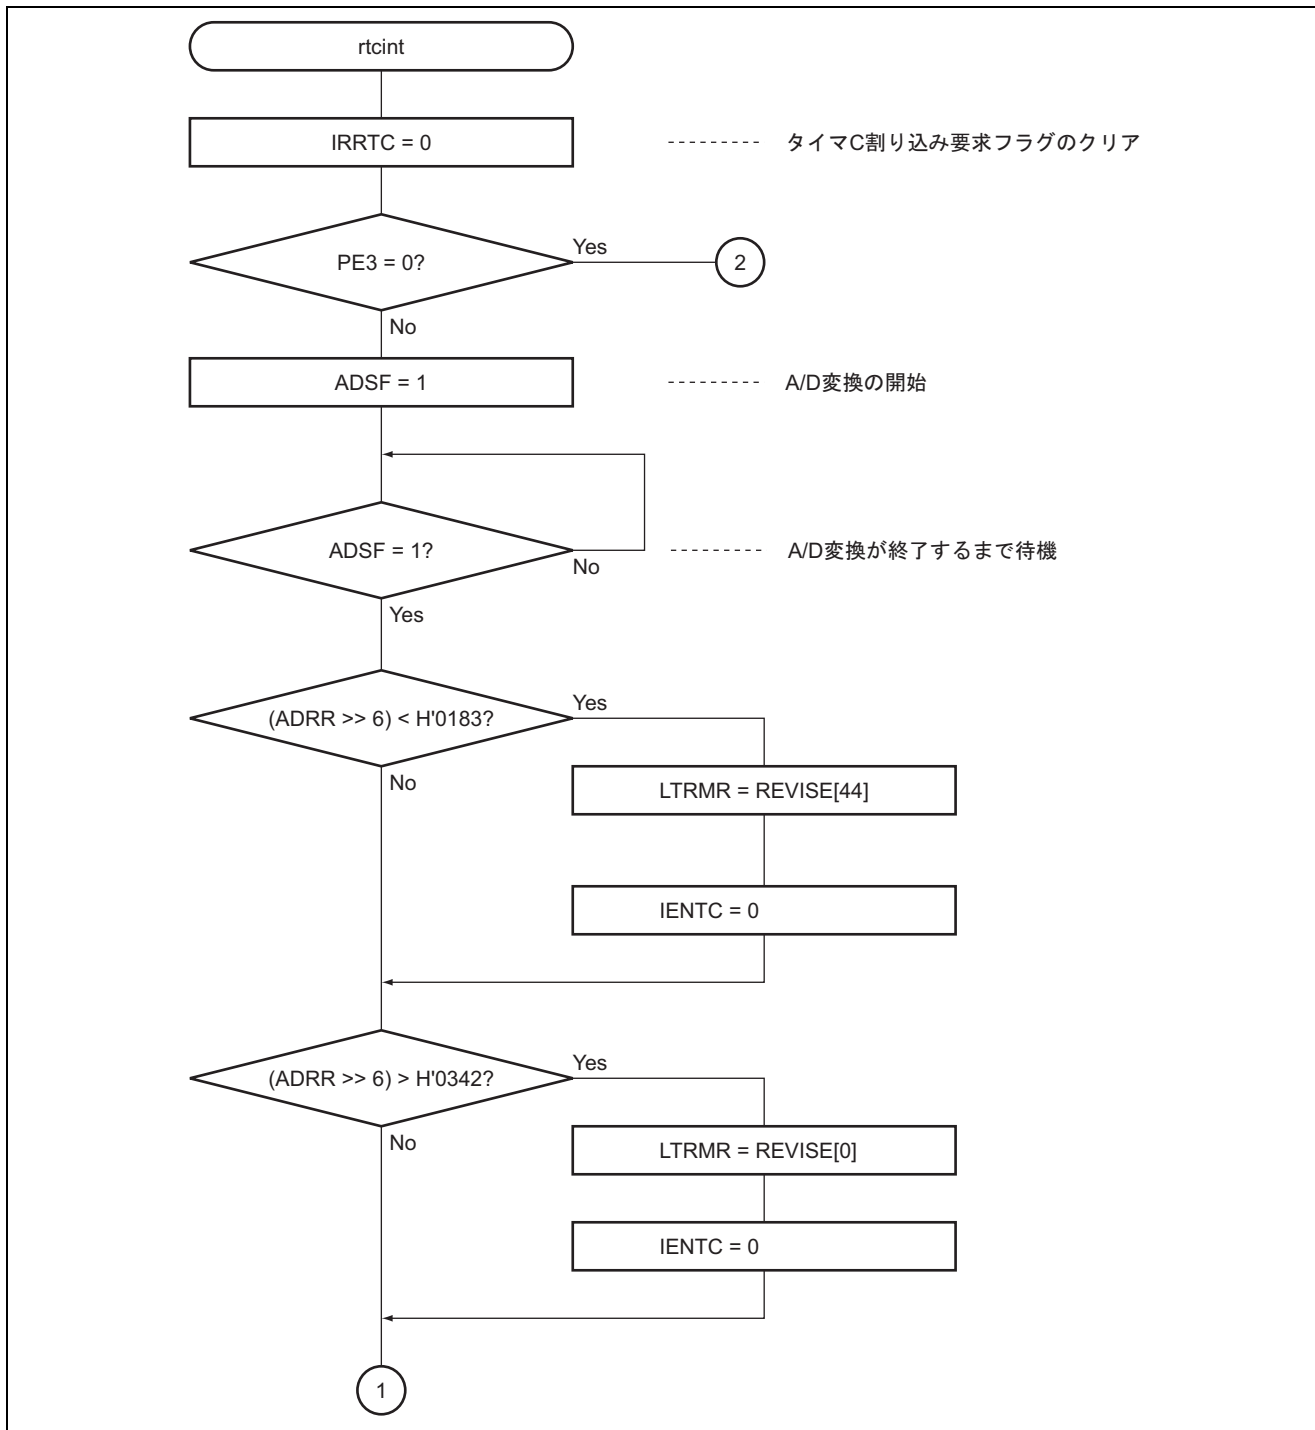 rtcint
IRRTC = 0
タイマC割り込み要求フラグのクリア
PE3 = 0?
Yes
2
No
ADSF = 1
A/D変換の開始
ADSF = 1?
No
A/D変換が終了するまで待機
Yes
(ADRR >> 6) < H'0183?
Yes
No
LTRMR = REVISE[44]
IENTC = 0
(ADRR >> 6) > H'0342?
Yes
No
LTRMR = REVISE[0]
IENTC = 0
1